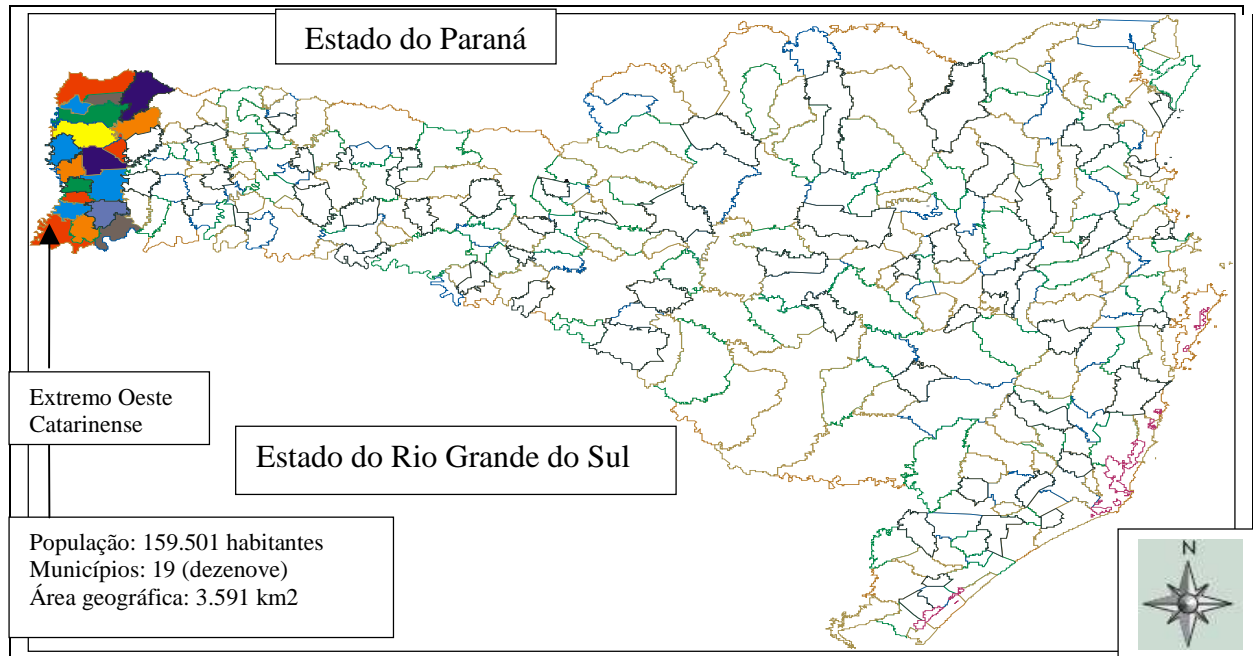 Estado do Paraná
Extremo Oeste
Catarinense
Estado do Rio Grande do Sul
População: 159.501 habitantes
Municípios: 19 (dezenove)
Área geográfica: 3.591 km2
N